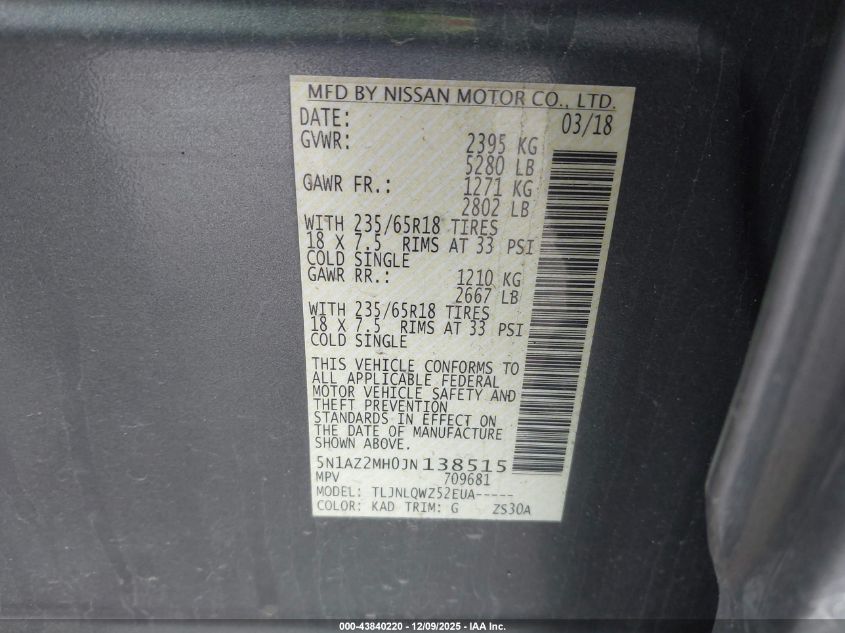 MFD BY NISSAN MOTOR CO., LTD.
DATE: 03/18
GVWR: 2395 KG
5280 LB
GAWR FR.: 1271 KG
2802 LB
WITH 235/65R18 TIRES
18 X 7.5 RIMS AT 33 PSI
COLD SINGLE
GAWR RR.: 1210 KG
2667 LB
WITH 235/65R18 TIRES
18 X 7.5 RIMS AT 33 PSI
COLD SINGLE
THIS VEHICLE CONFORMS TO
ALL APPLICABLE FEDERAL
MOTOR VEHICLE SAFETY AND
THEFT PREVENTION
STANDARDS IN EFFECT ON
THE DATE OF MANUFACTURE
SHOWN ABOVE.
5N1AZ2MH0JN138515
MPV 709681
MODEL: TLJNLQWZ52EUA-----
COLOR: KAD TRIM: G ZS30A
000-43840220 - 12/09/2025 - IAA Inc.